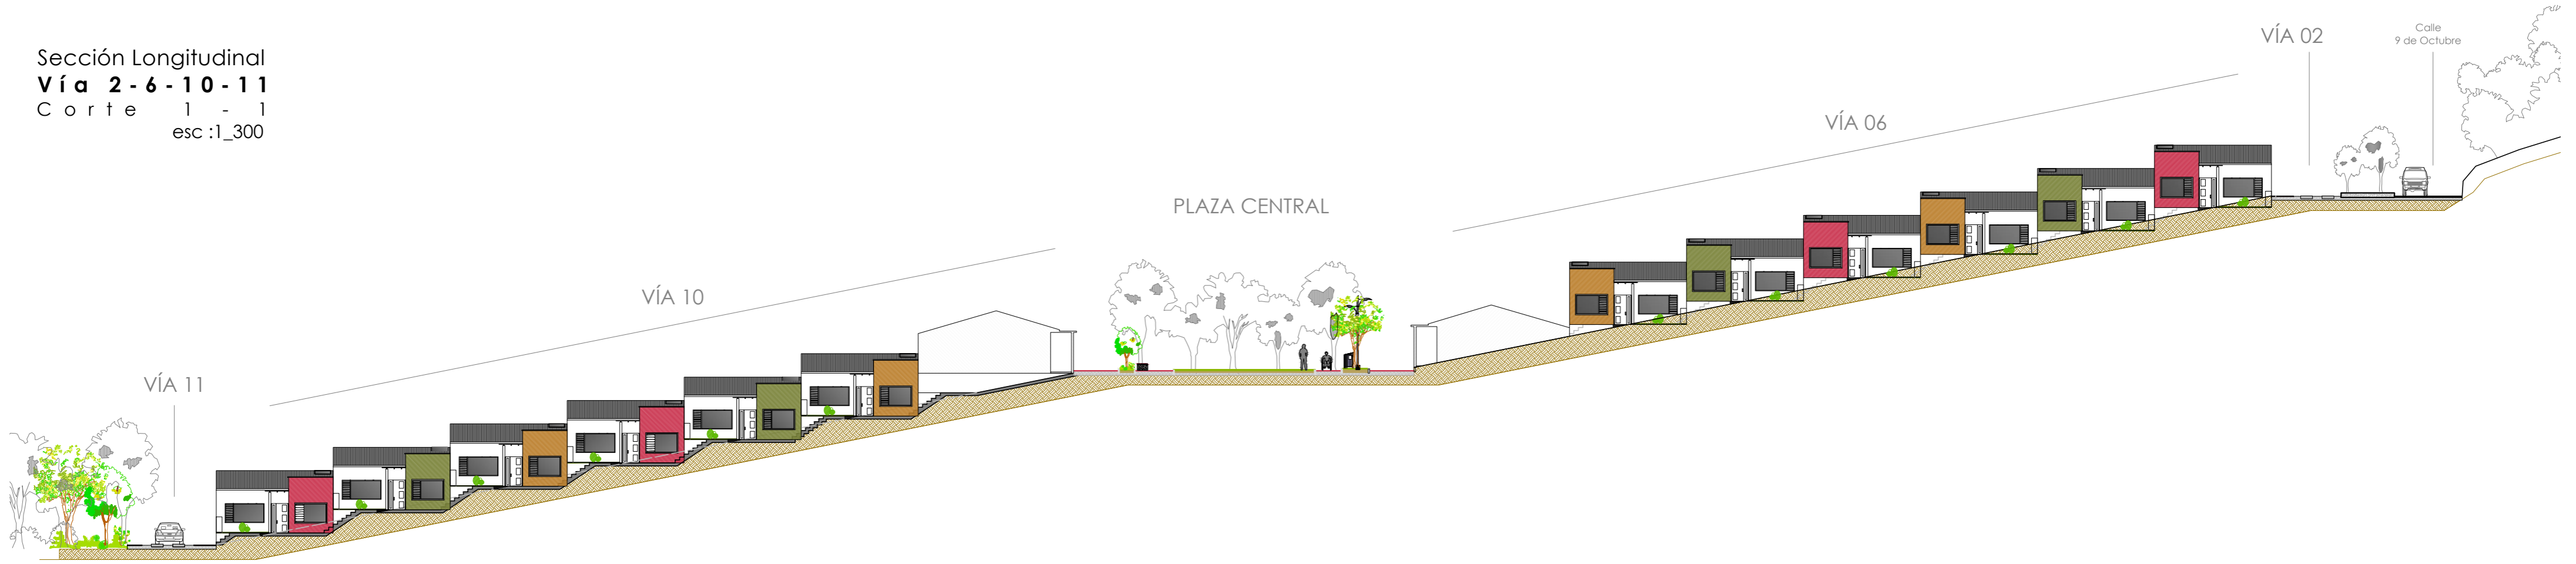 Sección Longitudinal
Vía 2-6-10-11
Corte 1 - 1
esc :1_300
VÍA 11
VÍA 10
PLAZA CENTRAL
VÍA 06
VÍA 02
Calle
9 de Octubre